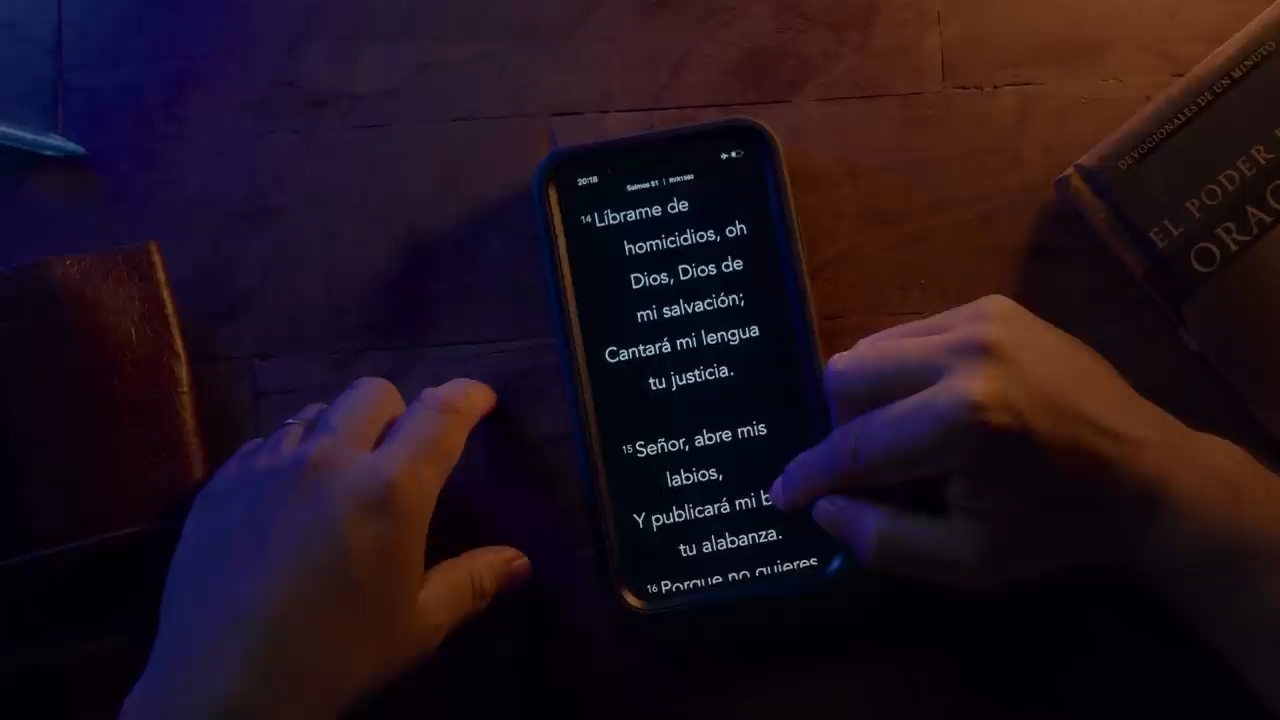 20:18
Salmos 51 | RVR1960
14 Líbrame de
homicidios, oh
Dios, Dios de
mi salvación;
Cantará mi lengua
tu justicia.
15 Señor, abre mis
labios,
Y publicará mi b
tu alabanza.
16 Porque no quieres
DEVOCIONALES DE UN MINUTO
EL PODER
ORAC